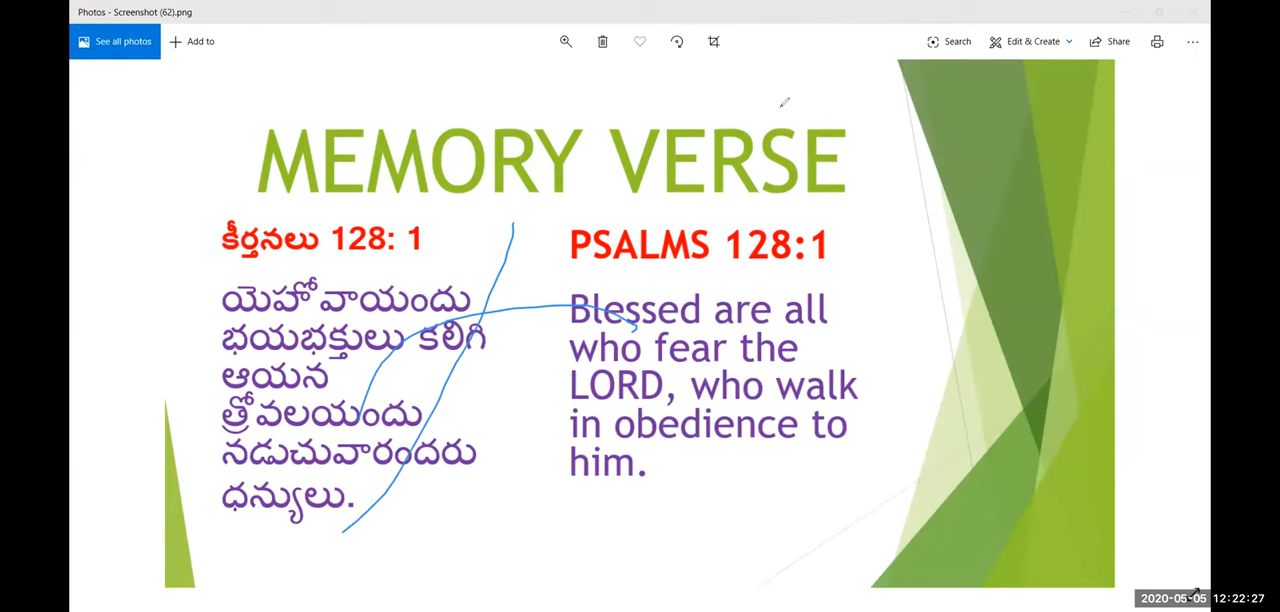 Photos - Screenshot (62).png
See all photos
Add to
Search
Edit & Create
Share
MEMORY VERSE
కీర్తనలు 128: 1
యెహోవాయందు
భయభక్తులు కలిగి
ఆయన
త్రోవలయందు
నడుచువారందరు
ధన్యులు.
PSALMS 128:1
Blessed are all
who fear the
LORD, who walk
in obedience to
him.
2020-05-05 12:22:27